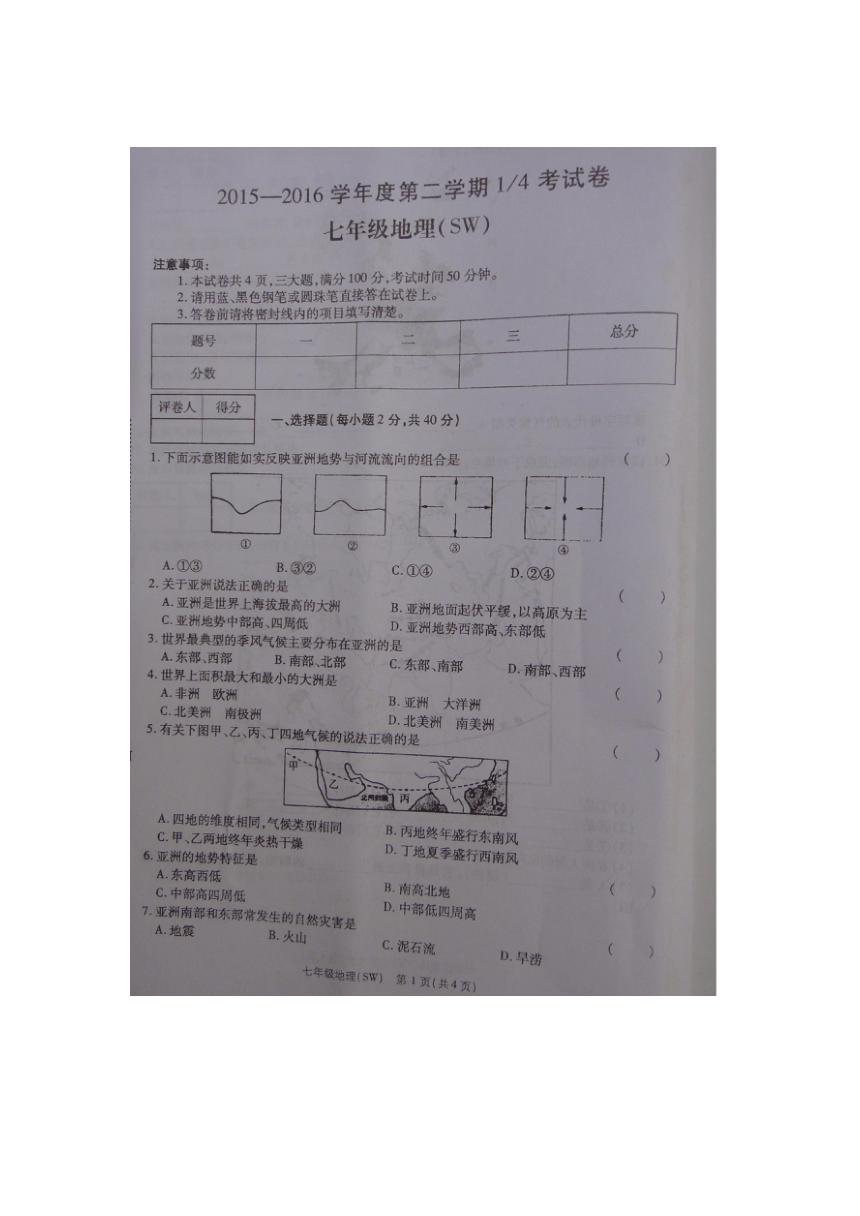 2015—2016 学年度第二学期 1/4 考试卷
七年级地理(SW)
注意事项:
1. 本试卷共 4 页,三大题,满分 100 分,考试时间 50 分钟。
2. 请用蓝、黑色钢笔或圆珠笔直接答在试卷上。
3. 答卷前请将密封线内的项目填写清楚。
题号 一 二 三 总分
分数
评卷人 得分
一、选择题(每小题 2 分,共 40 分)
1. 下面示意图能如实反映亚洲地势与河流流向的组合是 ( )
① ② ③ ④
A. ①③ B. ③② C. ①④ D. ②④
2. 关于亚洲说法正确的是 ( )
A. 亚洲是世界上海拔最高的大洲 B. 亚洲地面起伏平缓,以高原为主
C. 亚洲地势中部高、四周低 D. 亚洲地势西部高、东部低
3. 世界最典型的季风气候主要分布在亚洲的是 ( )
A. 东部、西部 B. 南部、北部 C. 东部、南部 D. 南部、西部
4. 世界上面积最大和最小的大洲是 ( )
A. 非洲 欧洲 B. 亚洲 大洋洲
C. 北美洲 南极洲 D. 北美洲 南美洲
5. 有关下图甲、乙、丙、丁四地气候的说法正确的是 ( )
甲 乙 北回归线 丙
A. 四地的维度相同,气候类型相同 B. 丙地终年盛行东南风
C. 甲、乙两地终年炎热干燥 D. 丁地夏季盛行西南风
6. 亚洲的地势特征是 ( )
A. 东高西低 B. 南高北地
C. 中部高四周低 D. 中部低四周高
7. 亚洲南部和东部常发生的自然灾害是 ( )
A. 地震 B. 火山 C. 泥石流 D. 旱涝
七年级地理(SW) 第 1 页(共 4 页)